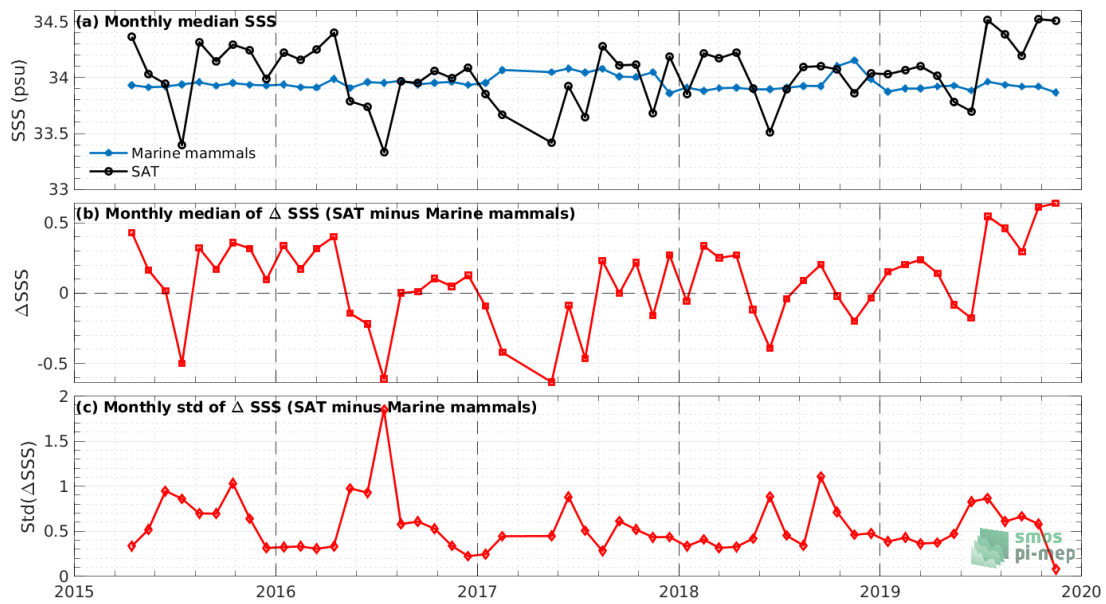 (a) Monthly median SSS
SSS (psu)
34.5
34
33.5
33
Marine mammals
SAT
(b) Monthly median of Δ SSS (SAT minus Marine mammals)
ΔSSS
0.5
0
-0.5
(c) Monthly std of Δ SSS (SAT minus Marine mammals)
Std(ΔSSS)
2
1.5
1
0.5
0
smos
pi-mep
2015 2016 2017 2018 2019 2020